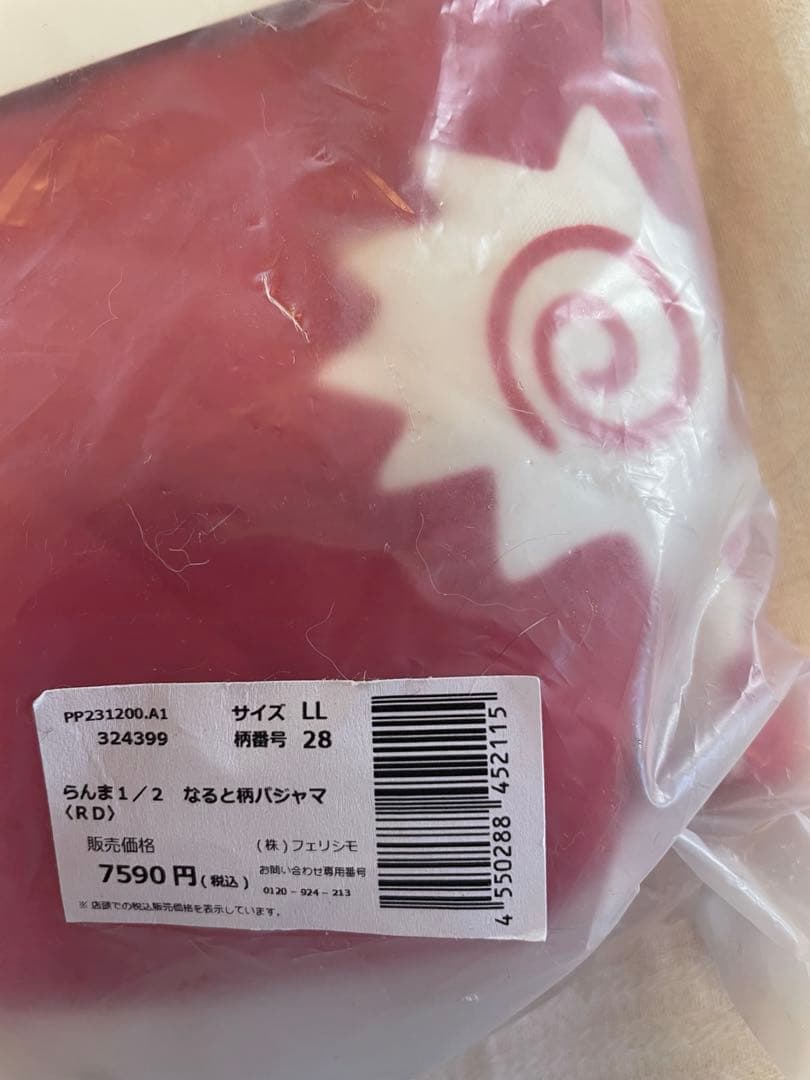 PP231200.A1 サイズ LL
324399 柄番号 28
らんま1／2 なると柄パジャマ
〈RD〉
販売価格 (株)フェリシモ
7590円(税込) お問い合わせ専用番号
0120-924-213
※店頭での税込販売価格を表示しています。
4 550288 452115